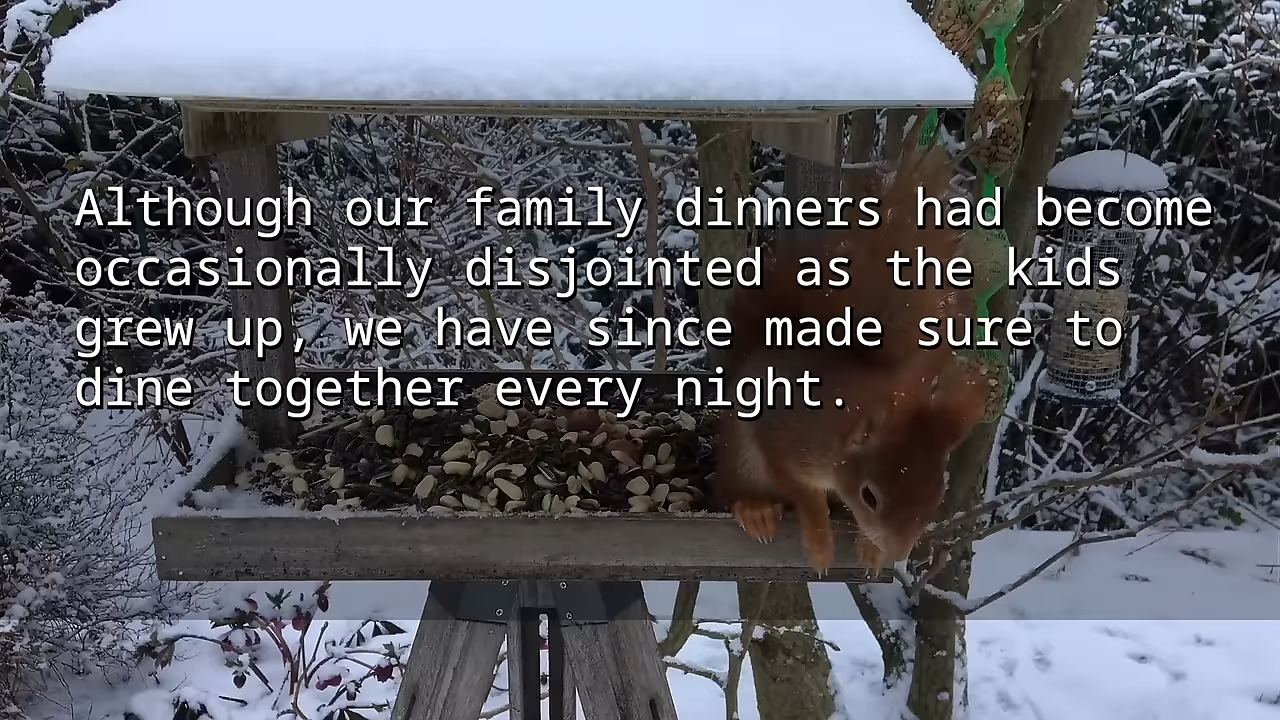 Although our family dinners had become
occasionally disjointed as the kids
grew up, we have since made sure to
dine together every night.